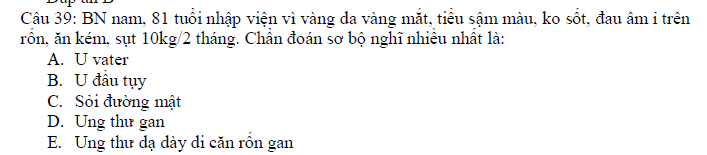 Câu 39: BN nam, 81 tuổi nhập viện vì vàng da vàng mắt, tiểu sậm màu, ko sốt, đau âm i trên
rốn, ăn kém, sụt 10kg/2 tháng. Chẩn đoán sơ bộ nghĩ nhiều nhất là:
A. U vater
B. U đầu tụy
C. Sỏi đường mật
D. Ung thư gan
E. Ung thư dạ dày di căn rốn gan